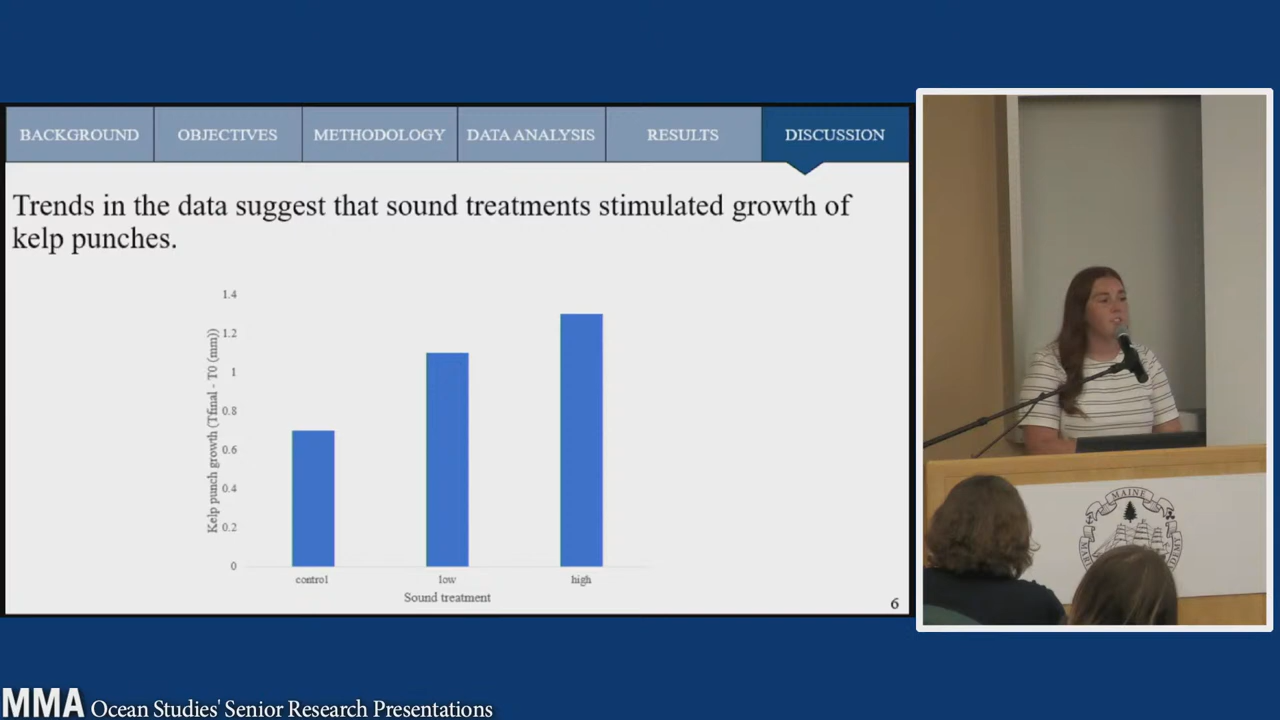 BACKGROUND
OBJECTIVES
METHODOLOGY
DATA ANALYSIS
RESULTS
DISCUSSION
Trends in the data suggest that sound treatments stimulated growth of
kelp punches.
Kelp punch growth (Tfinal - T0 (mm))
1.4
1.2
1
0.8
0.6
0.4
0.2
0
control
low
high
Sound treatment
6
MAINE
MMA Ocean Studies' Senior Research Presentations